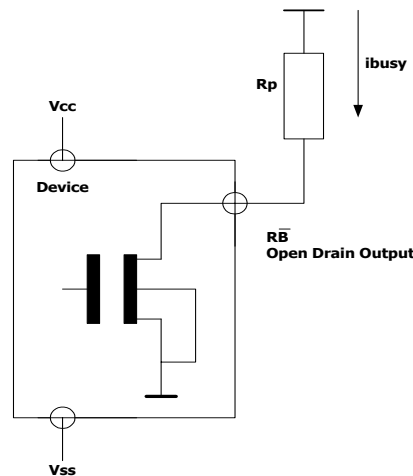 Rp
ibusy
Vcc
Device
RB̅
Open Drain Output
Vss